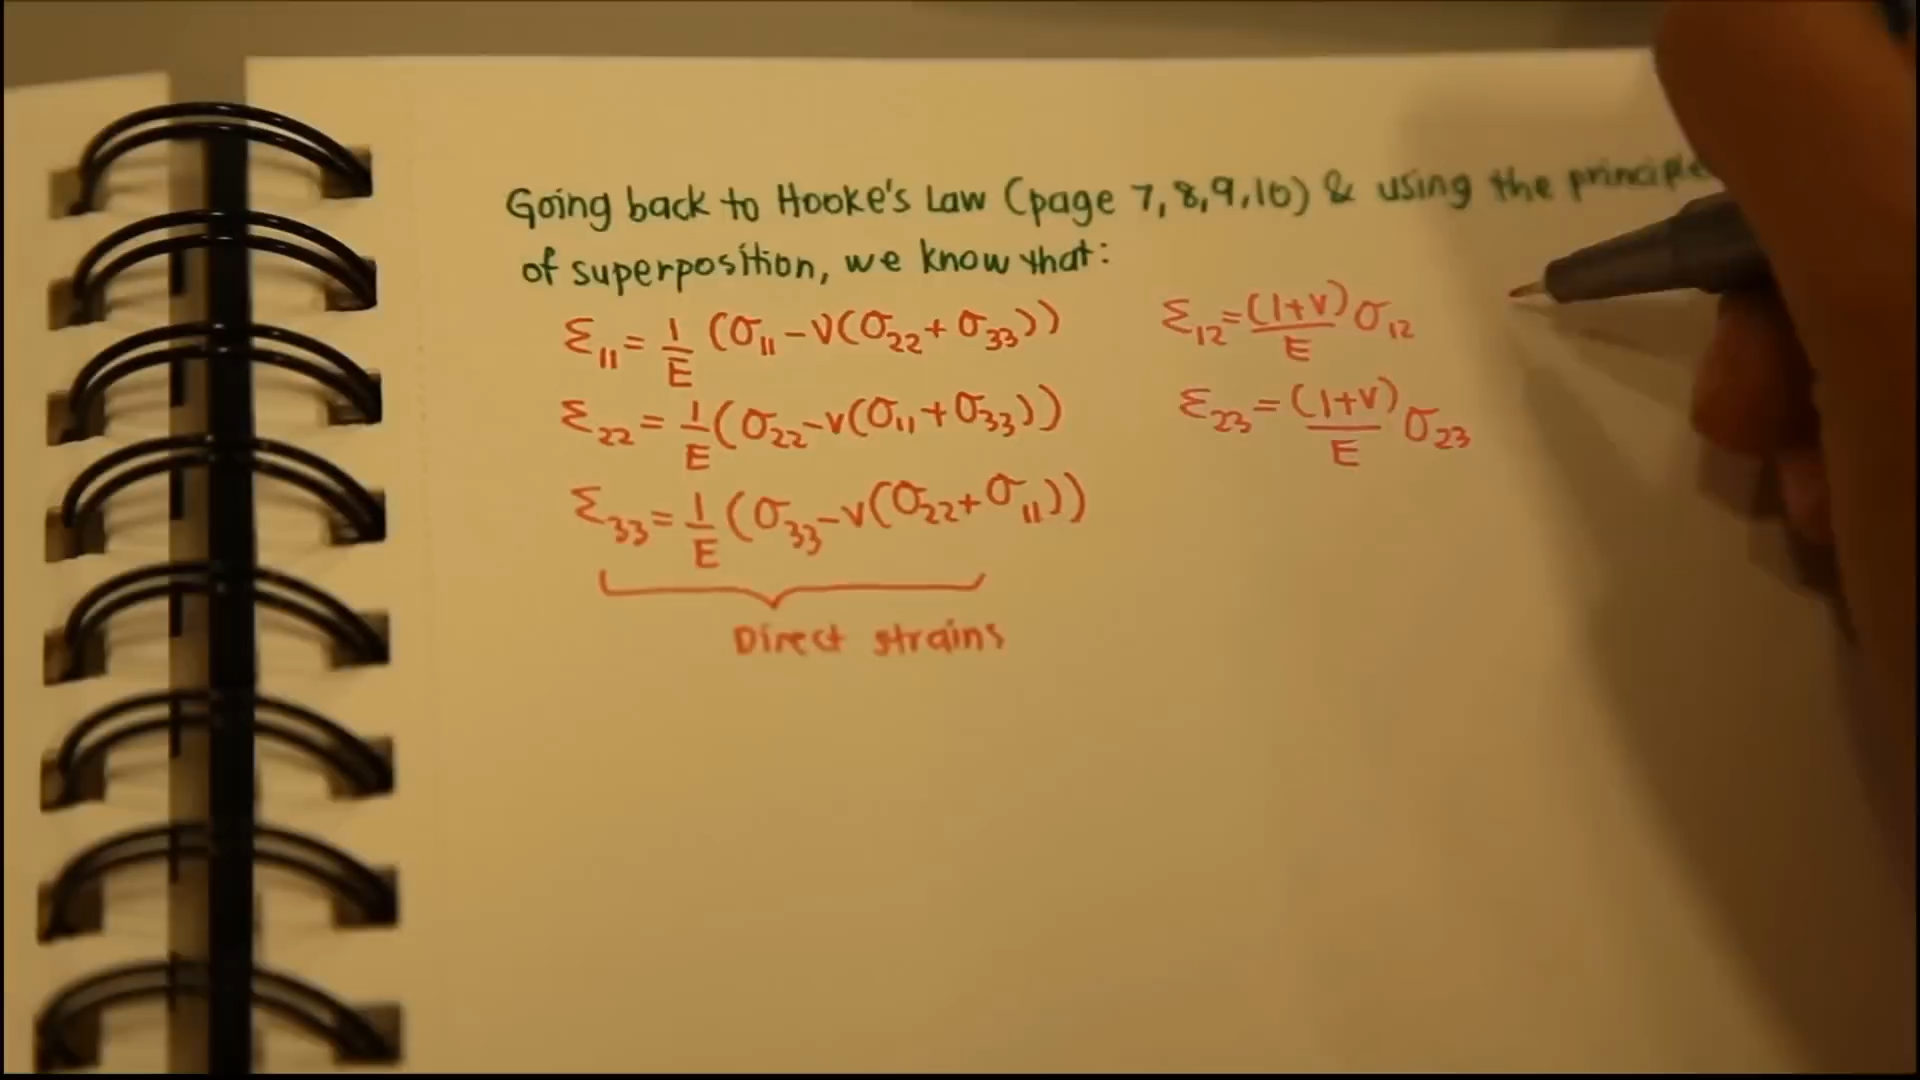 Going back to Hooke's Law (page 7,8,9,10) & using the principle
of superposition, we know that:
ε₁₁ = 1/E (σ₁₁ - ν(σ₂₂ + σ₃₃))
ε₂₂ = 1/E (σ₂₂ - ν(σ₁₁ + σ₃₃))
ε₃₃ = 1/E (σ₃₃ - ν(σ₂₂ + σ₁₁))
Direct strains
ε₁₂ = (1+ν)/E σ₁₂
ε₂₃ = (1+ν)/E σ₂₃